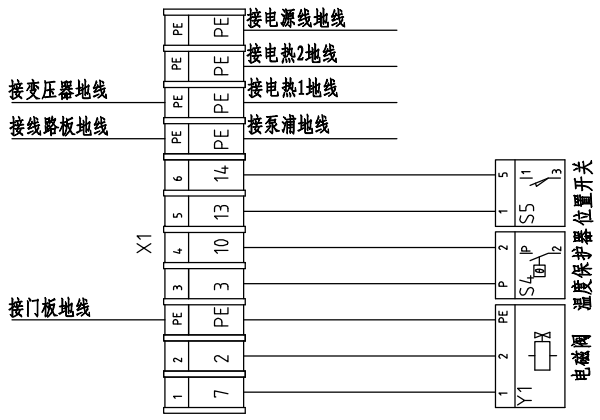 PE PE 接电源线地线
PE PE 接电热2地线
接变压器地线 PE PE 接电热1地线
接线路板地线 PE PE 接泵浦地线
6 14 5 1 3
5 13 1 S5 位置开关
X1
4 10 2 P 2
3 3 P S4 θ 温度保护器
接门板地线 PE PE PE
2 2 2 电磁阀
1 7 1 Y1